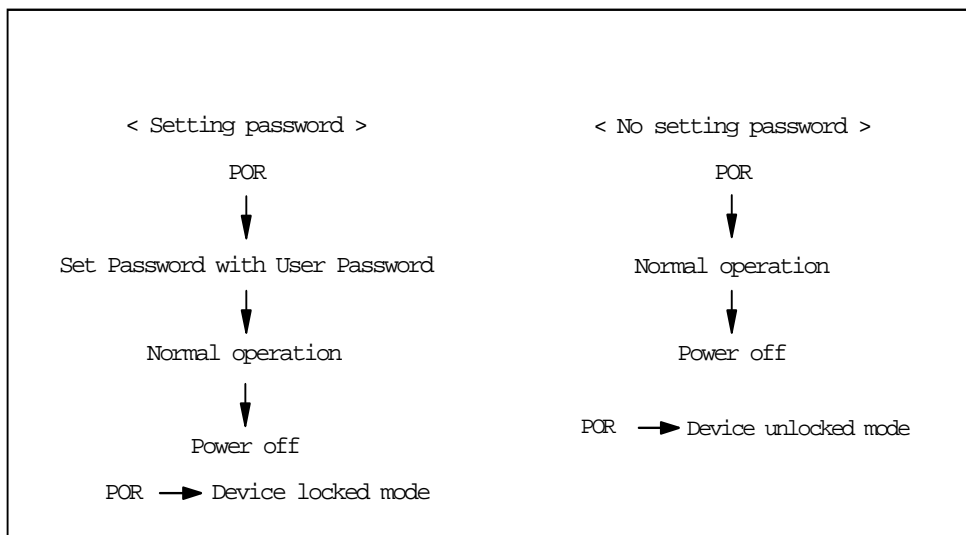 < Setting password >
POR
Set Password with User Password
Normal operation
Power off
POR → Device locked mode
< No setting password >
POR
Normal operation
Power off
POR → Device unlocked mode